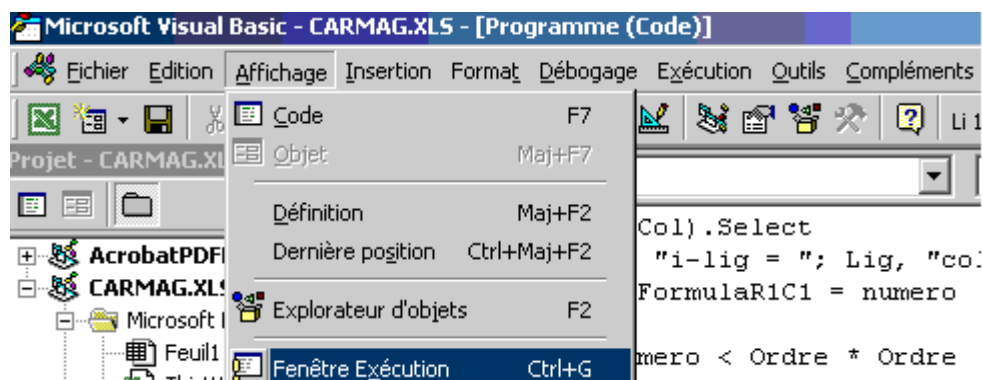 Microsoft Visual Basic - CARMAG.XLS - [Programme (Code)]
Fichier Edition Affichage Insertion Format Débogage Exécution Outils Compléments
Code F7
Li 1
Projet - CARMAG.XL
Objet Maj+F7
Définition Maj+F2
Col).Select
Dernière position Ctrl+Maj+F2
"i-lig = "; Lig, "col
AcrobatPDF
CARMAG.XLS
FormulaR1C1 = numero
Explorateur d'objets F2
Microsoft
Feuil1
mero < Ordre * Ordre
Fenêtre Exécution Ctrl+G